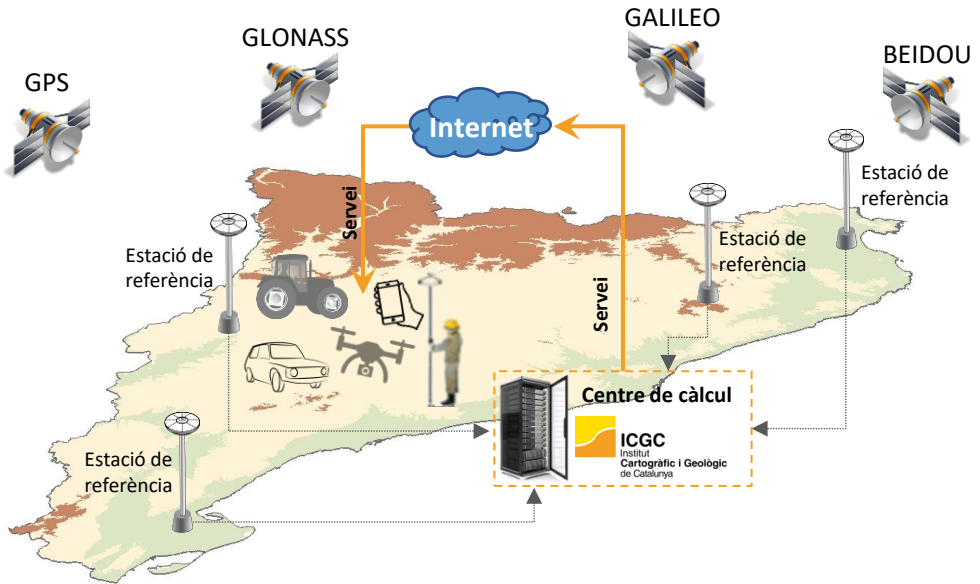 GPS
GLONASS
GALILEO
BEIDOU
Internet
Servei
Servei
Estació de
referència
Estació de
referència
Estació de
referència
Estació de
referència
Centre de càlcul
ICGC
Institut
Cartogràfic i Geològic
de Catalunya